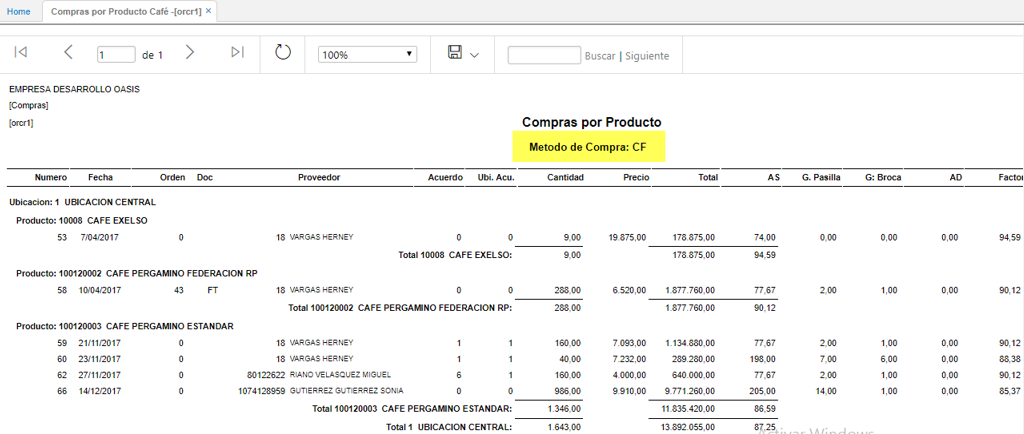 Home Compras por Producto Café -[orcr1] ×
1 de 1 100% Buscar | Siguiente
EMPRESA DESARROLLO OASIS
[Compras]
[orcr1]
Compras por Producto
Metodo de Compra: CF
Numero Fecha Orden Doc Proveedor Acuerdo Ubi. Acu. Cantidad Precio Total AS G. Pasilla G: Broca AD Factor
Ubicacion: 1 UBICACION CENTRAL
Producto: 10008 CAFE EXELSO
53 7/04/2017 0 18 VARGAS HERNEY 0 0 9,00 19.875,00 178.875,00 74,00 0,00 0,00 0,00 94,59
Total 10008 CAFE EXELSO: 9,00 178.875,00 94,59
Producto: 100120002 CAFE PERGAMINO FEDERACION RP
58 10/04/2017 43 FT 18 VARGAS HERNEY 0 0 288,00 6.520,00 1.877.760,00 77,67 2,00 1,00 0,00 90,12
Total 100120002 CAFE PERGAMINO FEDERACION RP: 288,00 1.877.760,00 90,12
Producto: 100120003 CAFE PERGAMINO ESTANDAR
59 21/11/2017 0 18 VARGAS HERNEY 1 1 160,00 7.093,00 1.134.880,00 77,67 2,00 1,00 0,00 90,12
60 23/11/2017 0 18 VARGAS HERNEY 1 1 40,00 7.232,00 289.280,00 198,00 7,00 6,00 0,00 88,38
62 27/11/2017 0 80122622 RIANO VELASQUEZ MIGUEL 6 1 160,00 4.000,00 640.000,00 77,67 2,00 1,00 0,00 90,12
66 14/12/2017 0 1074128959 GUTIERREZ GUTIERREZ SONIA 0 0 986,00 9.910,00 9.771.260,00 205,00 14,00 1,00 0,00 85,37
Total 100120003 CAFE PERGAMINO ESTANDAR: 1.346,00 11.835.420,00 86,59
Total 1 UBICACION CENTRAL: 1.643,00 13.892.055,00 87,25